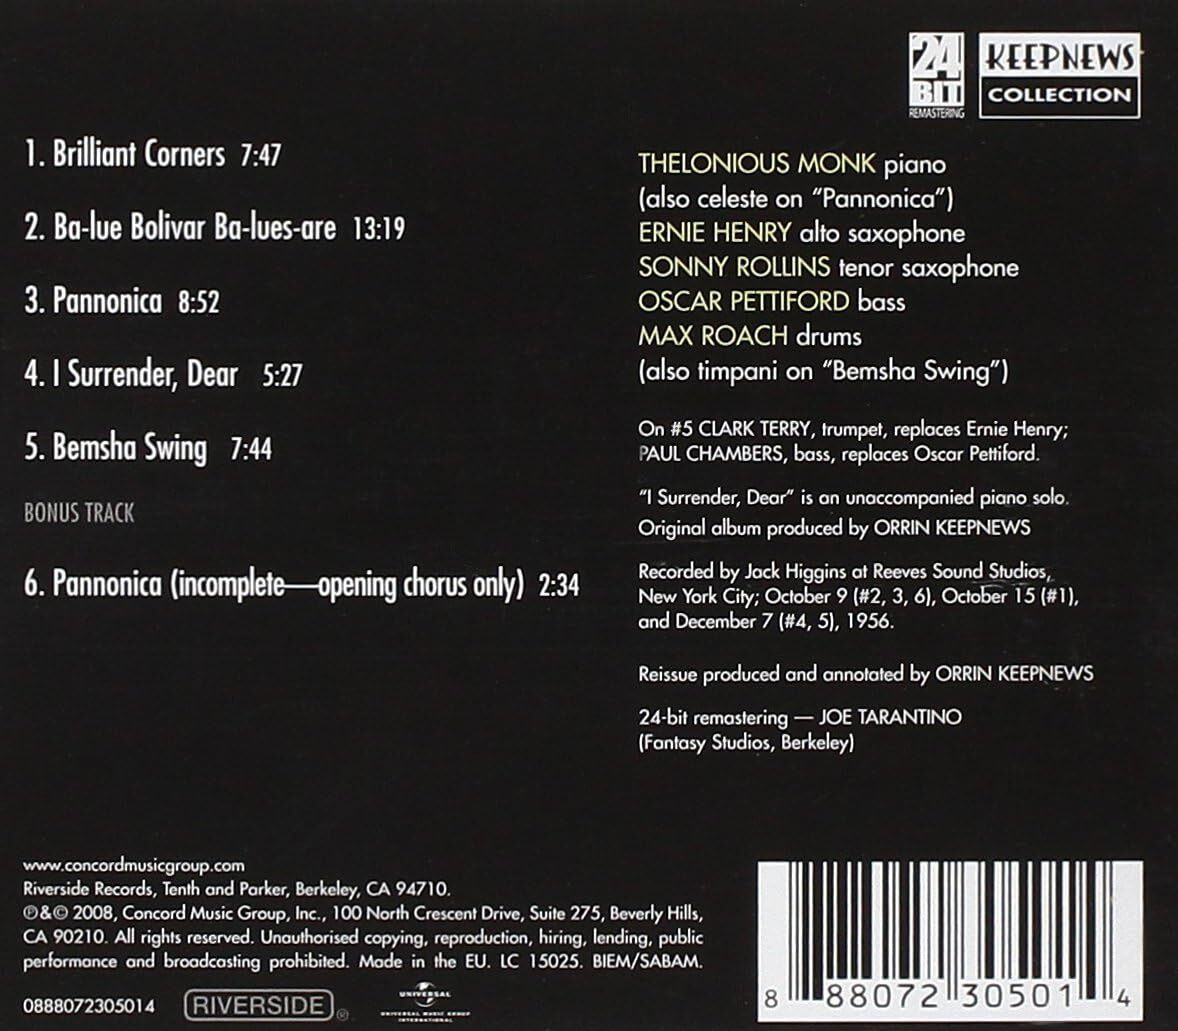 24
BIT
REMASTERING
KEEPNEWS
COLLECTION
1. Brilliant Corners 7:47
2. Ba-lue Bolivar Ba-lues-are 13:19
3. Pannonica 8:52
4. I Surrender, Dear 5:27
5. Bemsha Swing 7:44
BONUS TRACK
6. Pannonica (incomplete—opening chorus only) 2:34
THELONIOUS MONK piano
(also celeste on “Pannonica”)
ERNIE HENRY alto saxophone
SONNY ROLLINS tenor saxophone
OSCAR PETTIFORD bass
MAX ROACH drums
(also timpani on “Bemsha Swing”)
On #5 CLARK TERRY, trumpet, replaces Ernie Henry;
PAUL CHAMBERS, bass, replaces Oscar Pettiford.
“I Surrender, Dear” is an unaccompanied piano solo.
Original album produced by ORRIN KEEPNEWS
Recorded by Jack Higgins at Reeves Sound Studios,
New York City; October 9 (#2, 3, 6), October 15 (#1),
and December 7 (#4, 5), 1956.
Reissue produced and annotated by ORRIN KEEPNEWS
24-bit remastering — JOE TARANTINO
(Fantasy Studios, Berkeley)
www.concordmusicgroup.com
Riverside Records, Tenth and Parker, Berkeley, CA 94710.
℗&© 2008, Concord Music Group, Inc., 100 North Crescent Drive, Suite 275, Beverly Hills,
CA 90210. All rights reserved. Unauthorised copying, reproduction, hiring, lending, public
performance and broadcasting prohibited. Made in the EU. LC 15025. BIEM/SABAM.
0888072305014
RIVERSIDE®
UNIVERSAL
UNIVERSAL MUSIC GROUP
INTERNATIONAL
8 88072 30501 4